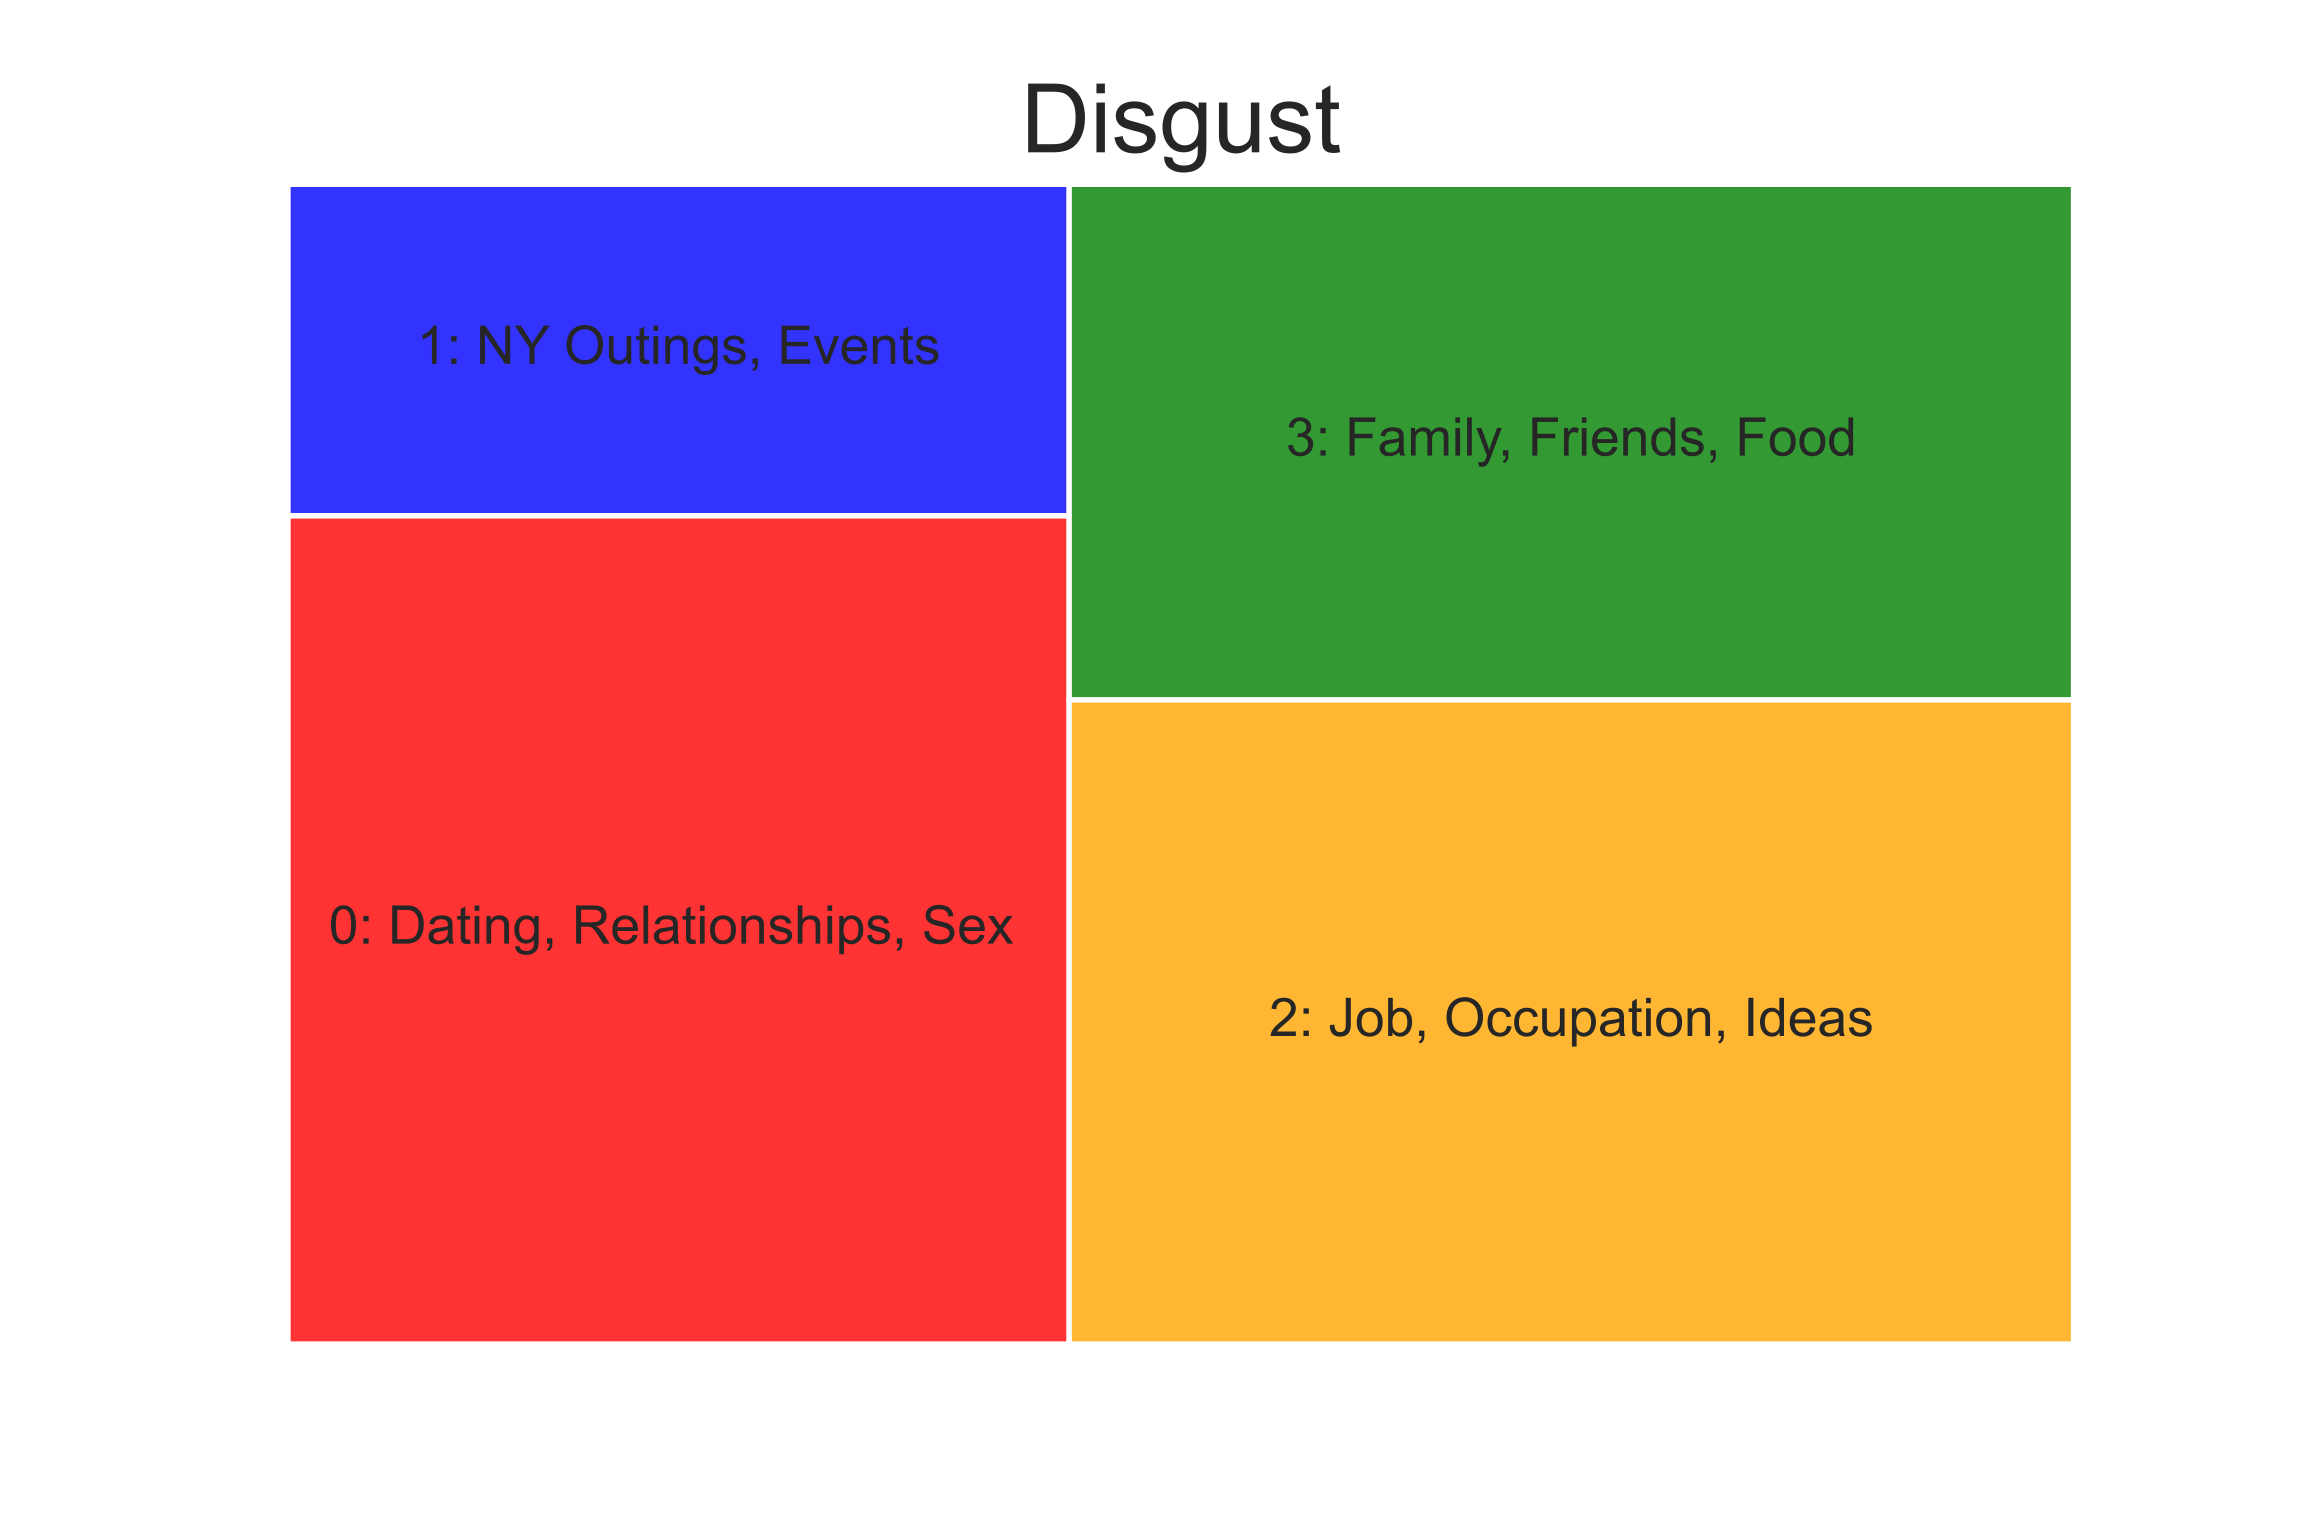 Disgust
1: NY Outings, Events
3: Family, Friends, Food
0: Dating, Relationships, Sex
2: Job, Occupation, Ideas